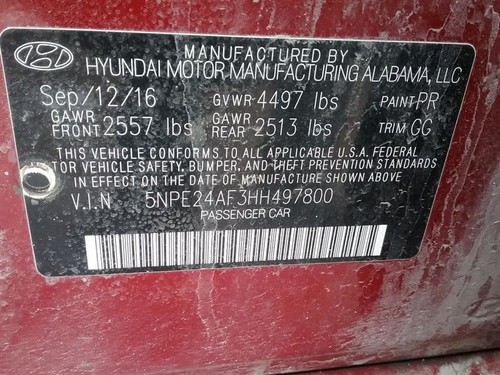 MANUFACTURED BY
HYUNDAI MOTOR MANUFACTURING ALABAMA, LLC
Sep/12/16 GVWR 4497 lbs PAINT PR
GAWR FRONT 2557 lbs GAWR REAR 2513 lbs TRIM GG
THIS VEHICLE CONFORMS TO ALL APPLICABLE U.S.A. FEDERAL
MOTOR VEHICLE SAFETY, BUMPER, AND THEFT PREVENTION STANDARDS
IN EFFECT ON THE DATE OF MANUFACTURE SHOWN ABOVE
V.I.N 5NPE24AF3HH497800
PASSENGER CAR